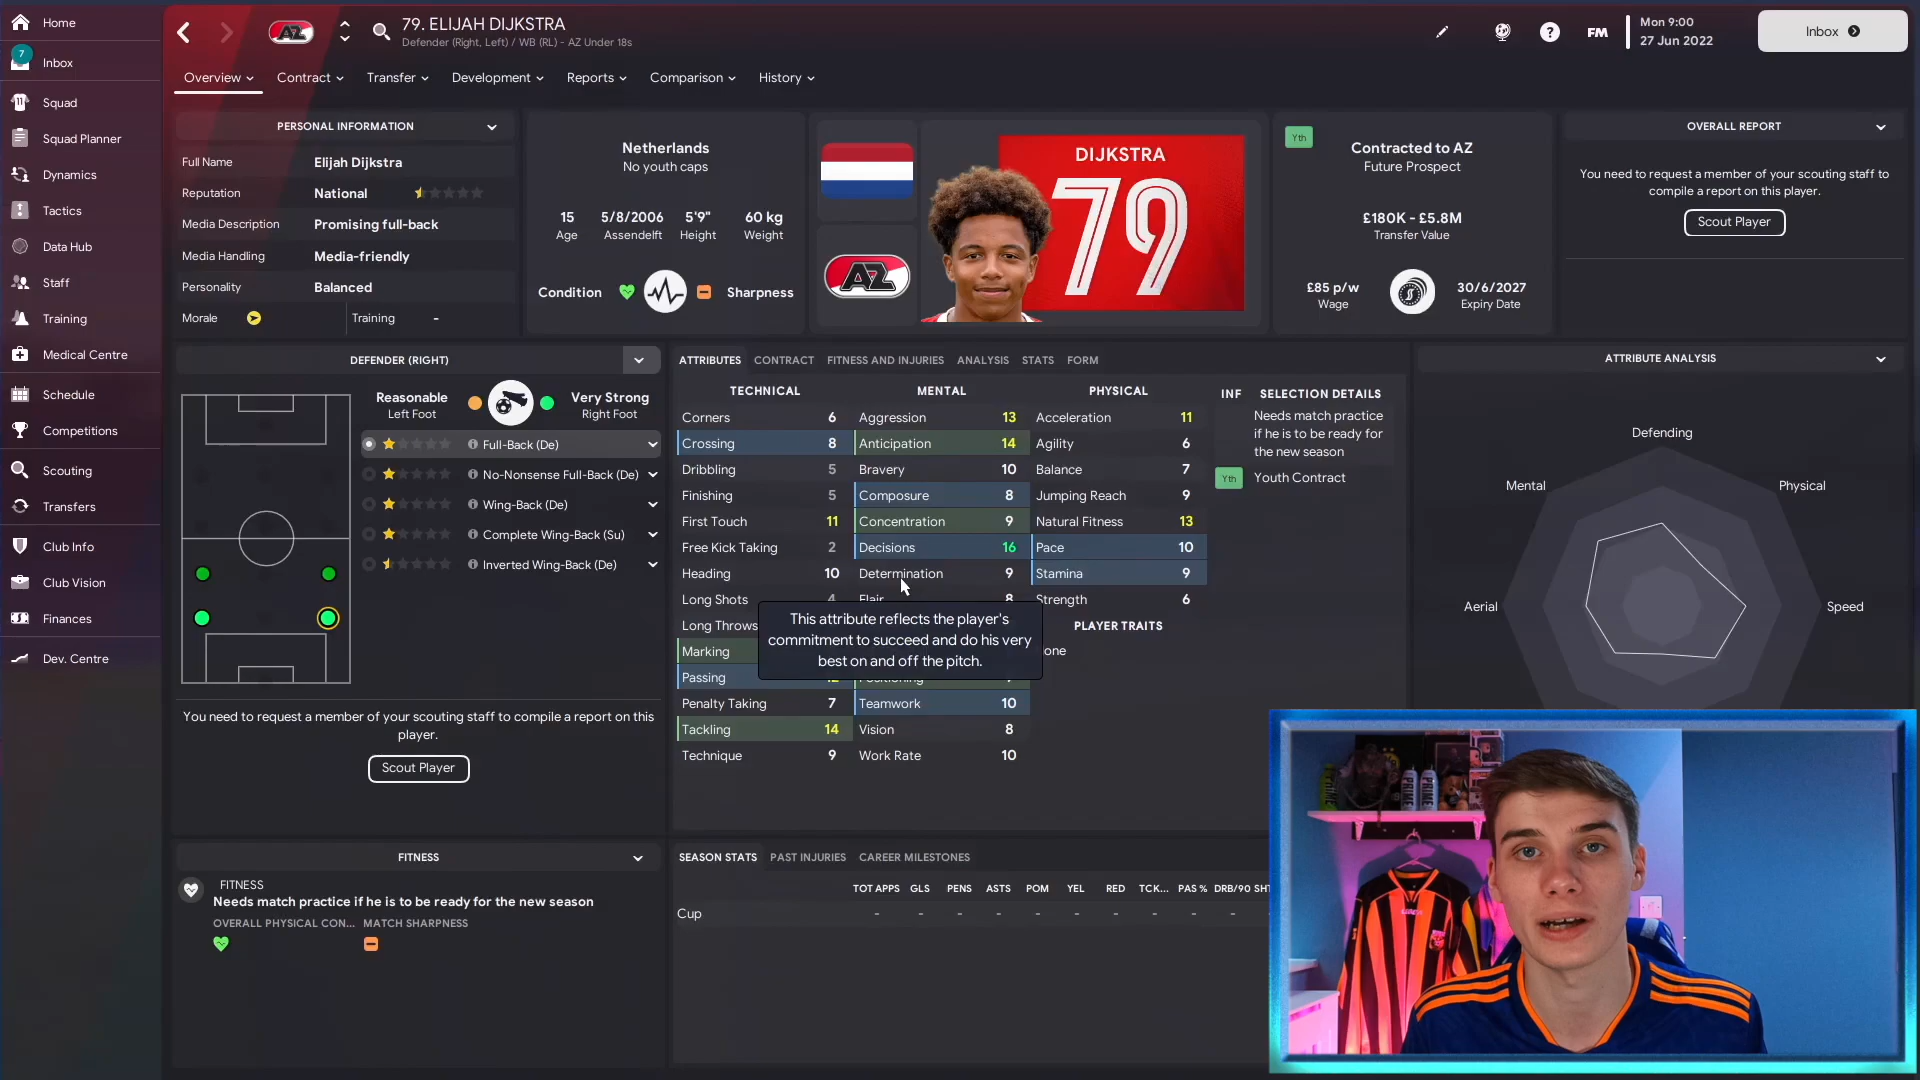 Home
7
Inbox
Squad
Squad Planner
Dynamics
Tactics
Data Hub
Staff
Training
Medical Centre
Schedule
Competitions
Scouting
Transfers
Club Info
Club Vision
Finances
Dev. Centre
AZ
79. ELIJAH DIJKSTRA
Defender (Right, Left) / WB (RL) - AZ Under 18s
FM
Mon 9:00
27 Jun 2022
Inbox
Overview
Contract
Transfer
Development
Reports
Comparison
History
PERSONAL INFORMATION
Full Name Elijah Dijkstra
Reputation National
Media Description Promising full-back
Media Handling Media-friendly
Personality Balanced
Morale
Training -
Netherlands
No youth caps
15 5/8/2006 5'9" 60 kg
Age Assendelft Height Weight
Condition Sharpness
AZ
DIJKSTRA
79
Yth
Contracted to AZ
Future Prospect
£180K - £5.8M
Transfer Value
£85 p/w
Wage
30/6/2027
Expiry Date
OVERALL REPORT
You need to request a member of your scouting staff to
compile a report on this player.
Scout Player
DEFENDER (RIGHT)
Reasonable
Left Foot
Very Strong
Right Foot
Full-Back (De)
No-Nonsense Full-Back (De)
Wing-Back (De)
Complete Wing-Back (Su)
Inverted Wing-Back (De)
You need to request a member of your scouting staff to compile a report on this
player.
Scout Player
ATTRIBUTES CONTRACT FITNESS AND INJURIES ANALYSIS STATS FORM
TECHNICAL
Corners 6
Crossing 8
Dribbling 5
Finishing 5
First Touch 11
Free Kick Taking 2
Heading 10
Long Shots 4
Long Throws
Marking
Passing 12
Penalty Taking 7
Tackling 14
Technique 9
MENTAL
Aggression 13
Anticipation 14
Bravery 10
Composure 8
Concentration 9
Decisions 16
Determination 9
Flair 8
Positioning
Teamwork 10
Vision 8
Work Rate 10
This attribute reflects the player's
commitment to succeed and do his very
best on and off the pitch.
PHYSICAL
Acceleration 11
Agility 6
Balance 7
Jumping Reach 9
Natural Fitness 13
Pace 10
Stamina 9
Strength 6
PLAYER TRAITS
one
INF SELECTION DETAILS
Needs match practice
if he is to be ready for
the new season
Yth Youth Contract
ATTRIBUTE ANALYSIS
Defending
Mental
Physical
Aerial
Speed
FITNESS
FITNESS
Needs match practice if he is to be ready for the new season
OVERALL PHYSICAL CON... MATCH SHARPNESS
SEASON STATS PAST INJURIES CAREER MILESTONES
TOT APPS GLS PENS ASTS POM YEL RED TCK... PAS % DRB/90 SHT
Cup - - - - - - - - - -
PRIME